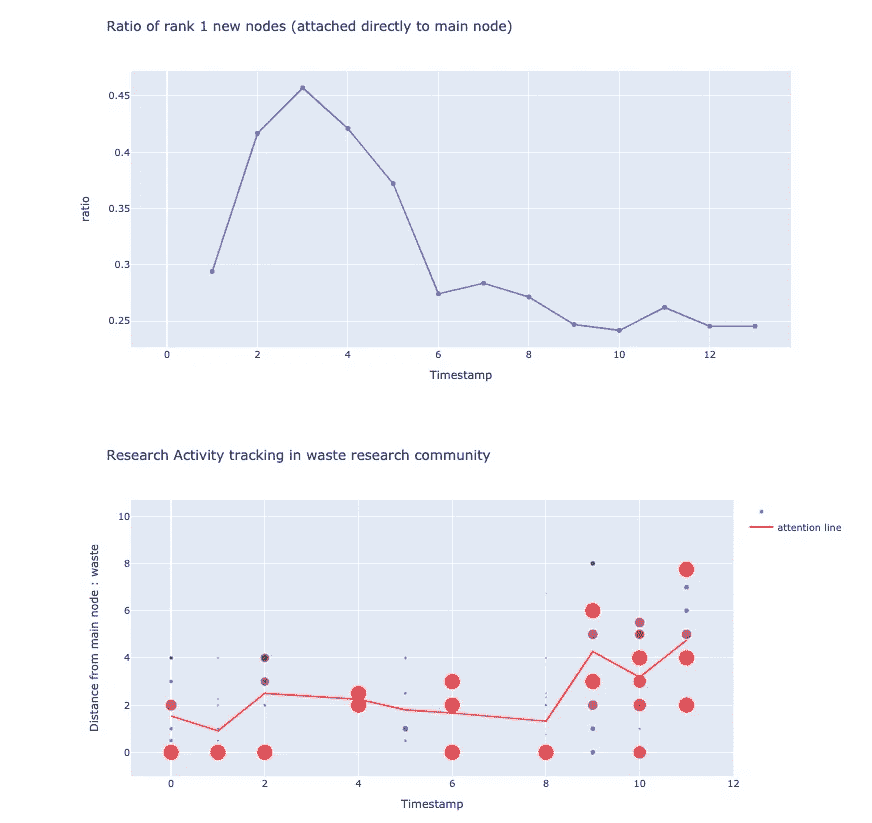 Ratio of rank 1 new nodes (attached directly to main node)
0.45
0.4
0.35
0.3
0.25
ratio
0 2 4 6 8 10 12
Timestamp
Research Activity tracking in waste research community
10
8
6
4
2
0
Distance from main node : waste
attention line
0 2 4 6 8 10 12
Timestamp